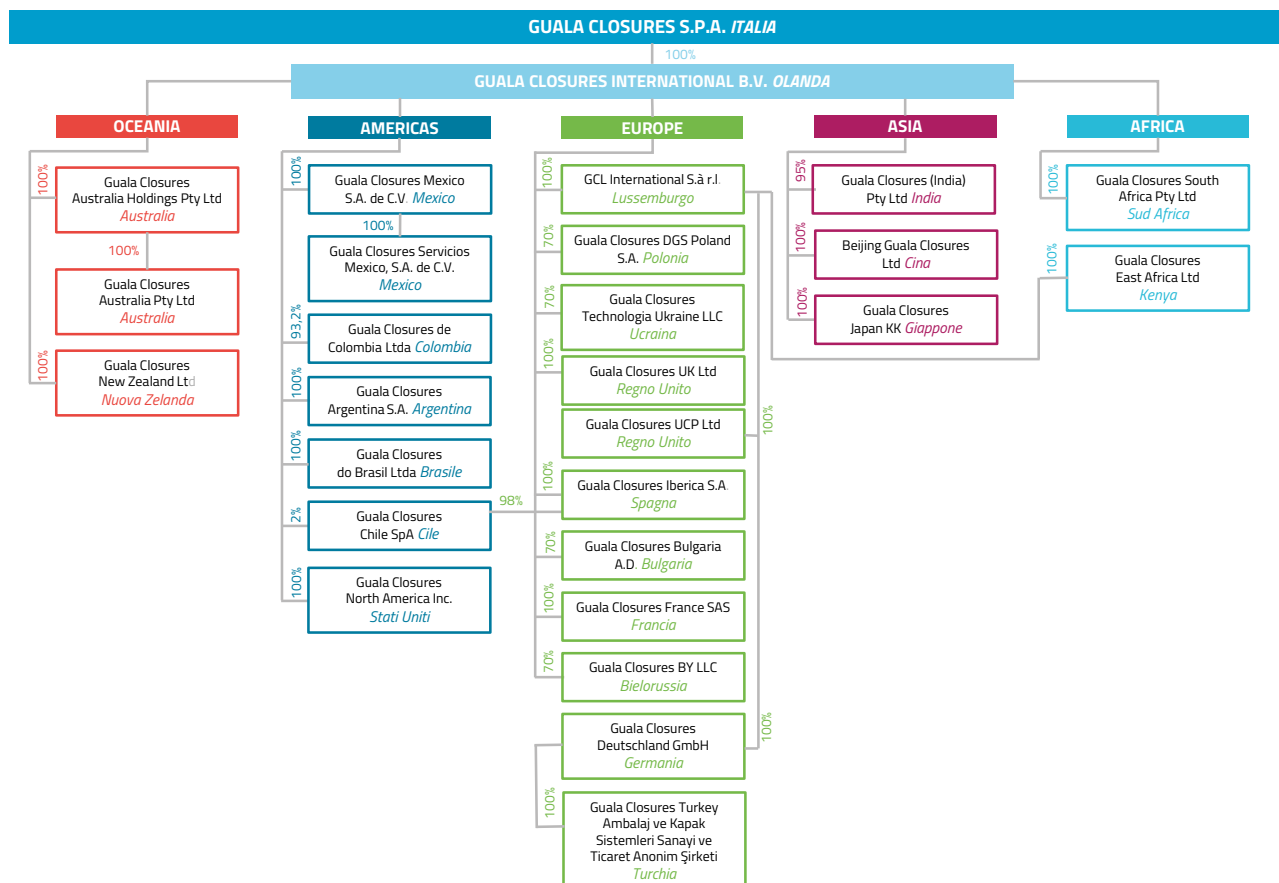 GUALA CLOSURES S.P.A. ITALIA
100%
GUALA CLOSURES INTERNATIONAL B.V. OLANDA
OCEANIA
100%
Guala Closures
Australia Holdings Pty Ltd
Australia
100%
Guala Closures
Australia Pty Ltd
Australia
100%
Guala Closures
New Zealand Ltd
Nuova Zelanda
AMERICAS
100%
Guala Closures Mexico
S.A. de C.V. Mexico
100%
Guala Closures Servicios
Mexico, S.A. de C.V.
Mexico
93,2%
Guala Closures de
Colombia Ltda Colombia
100%
Guala Closures
Argentina S.A. Argentina
100%
Guala Closures
do Brasil Ltda Brasile
2%
Guala Closures
Chile SpA Cile
98%
100%
Guala Closures
North America Inc.
Stati Uniti
EUROPE
100%
GCL International S.à r.l.
Lussemburgo
70%
Guala Closures DGS Poland
S.A. Polonia
70%
Guala Closures
Technologia Ukraine LLC
Ucraina
100%
Guala Closures UK Ltd
Regno Unito
Guala Closures UCP Ltd
Regno Unito
100%
100%
Guala Closures Iberica S.A.
Spagna
70%
Guala Closures Bulgaria
A.D. Bulgaria
100%
Guala Closures France SAS
Francia
70%
Guala Closures BY LLC
Bielorussia
Guala Closures
Deutschland GmbH
Germania
100%
100%
Guala Closures Turkey
Ambalaj ve Kapak
Sistemleri Sanayi ve
Ticaret Anonim Şirketi
Turchia
ASIA
95%
Guala Closures (India)
Pty Ltd India
100%
Beijing Guala Closures
Ltd Cina
100%
Guala Closures
Japan KK Giappone
AFRICA
100%
Guala Closures South
Africa Pty Ltd
Sud Africa
100%
Guala Closures
East Africa Ltd
Kenya